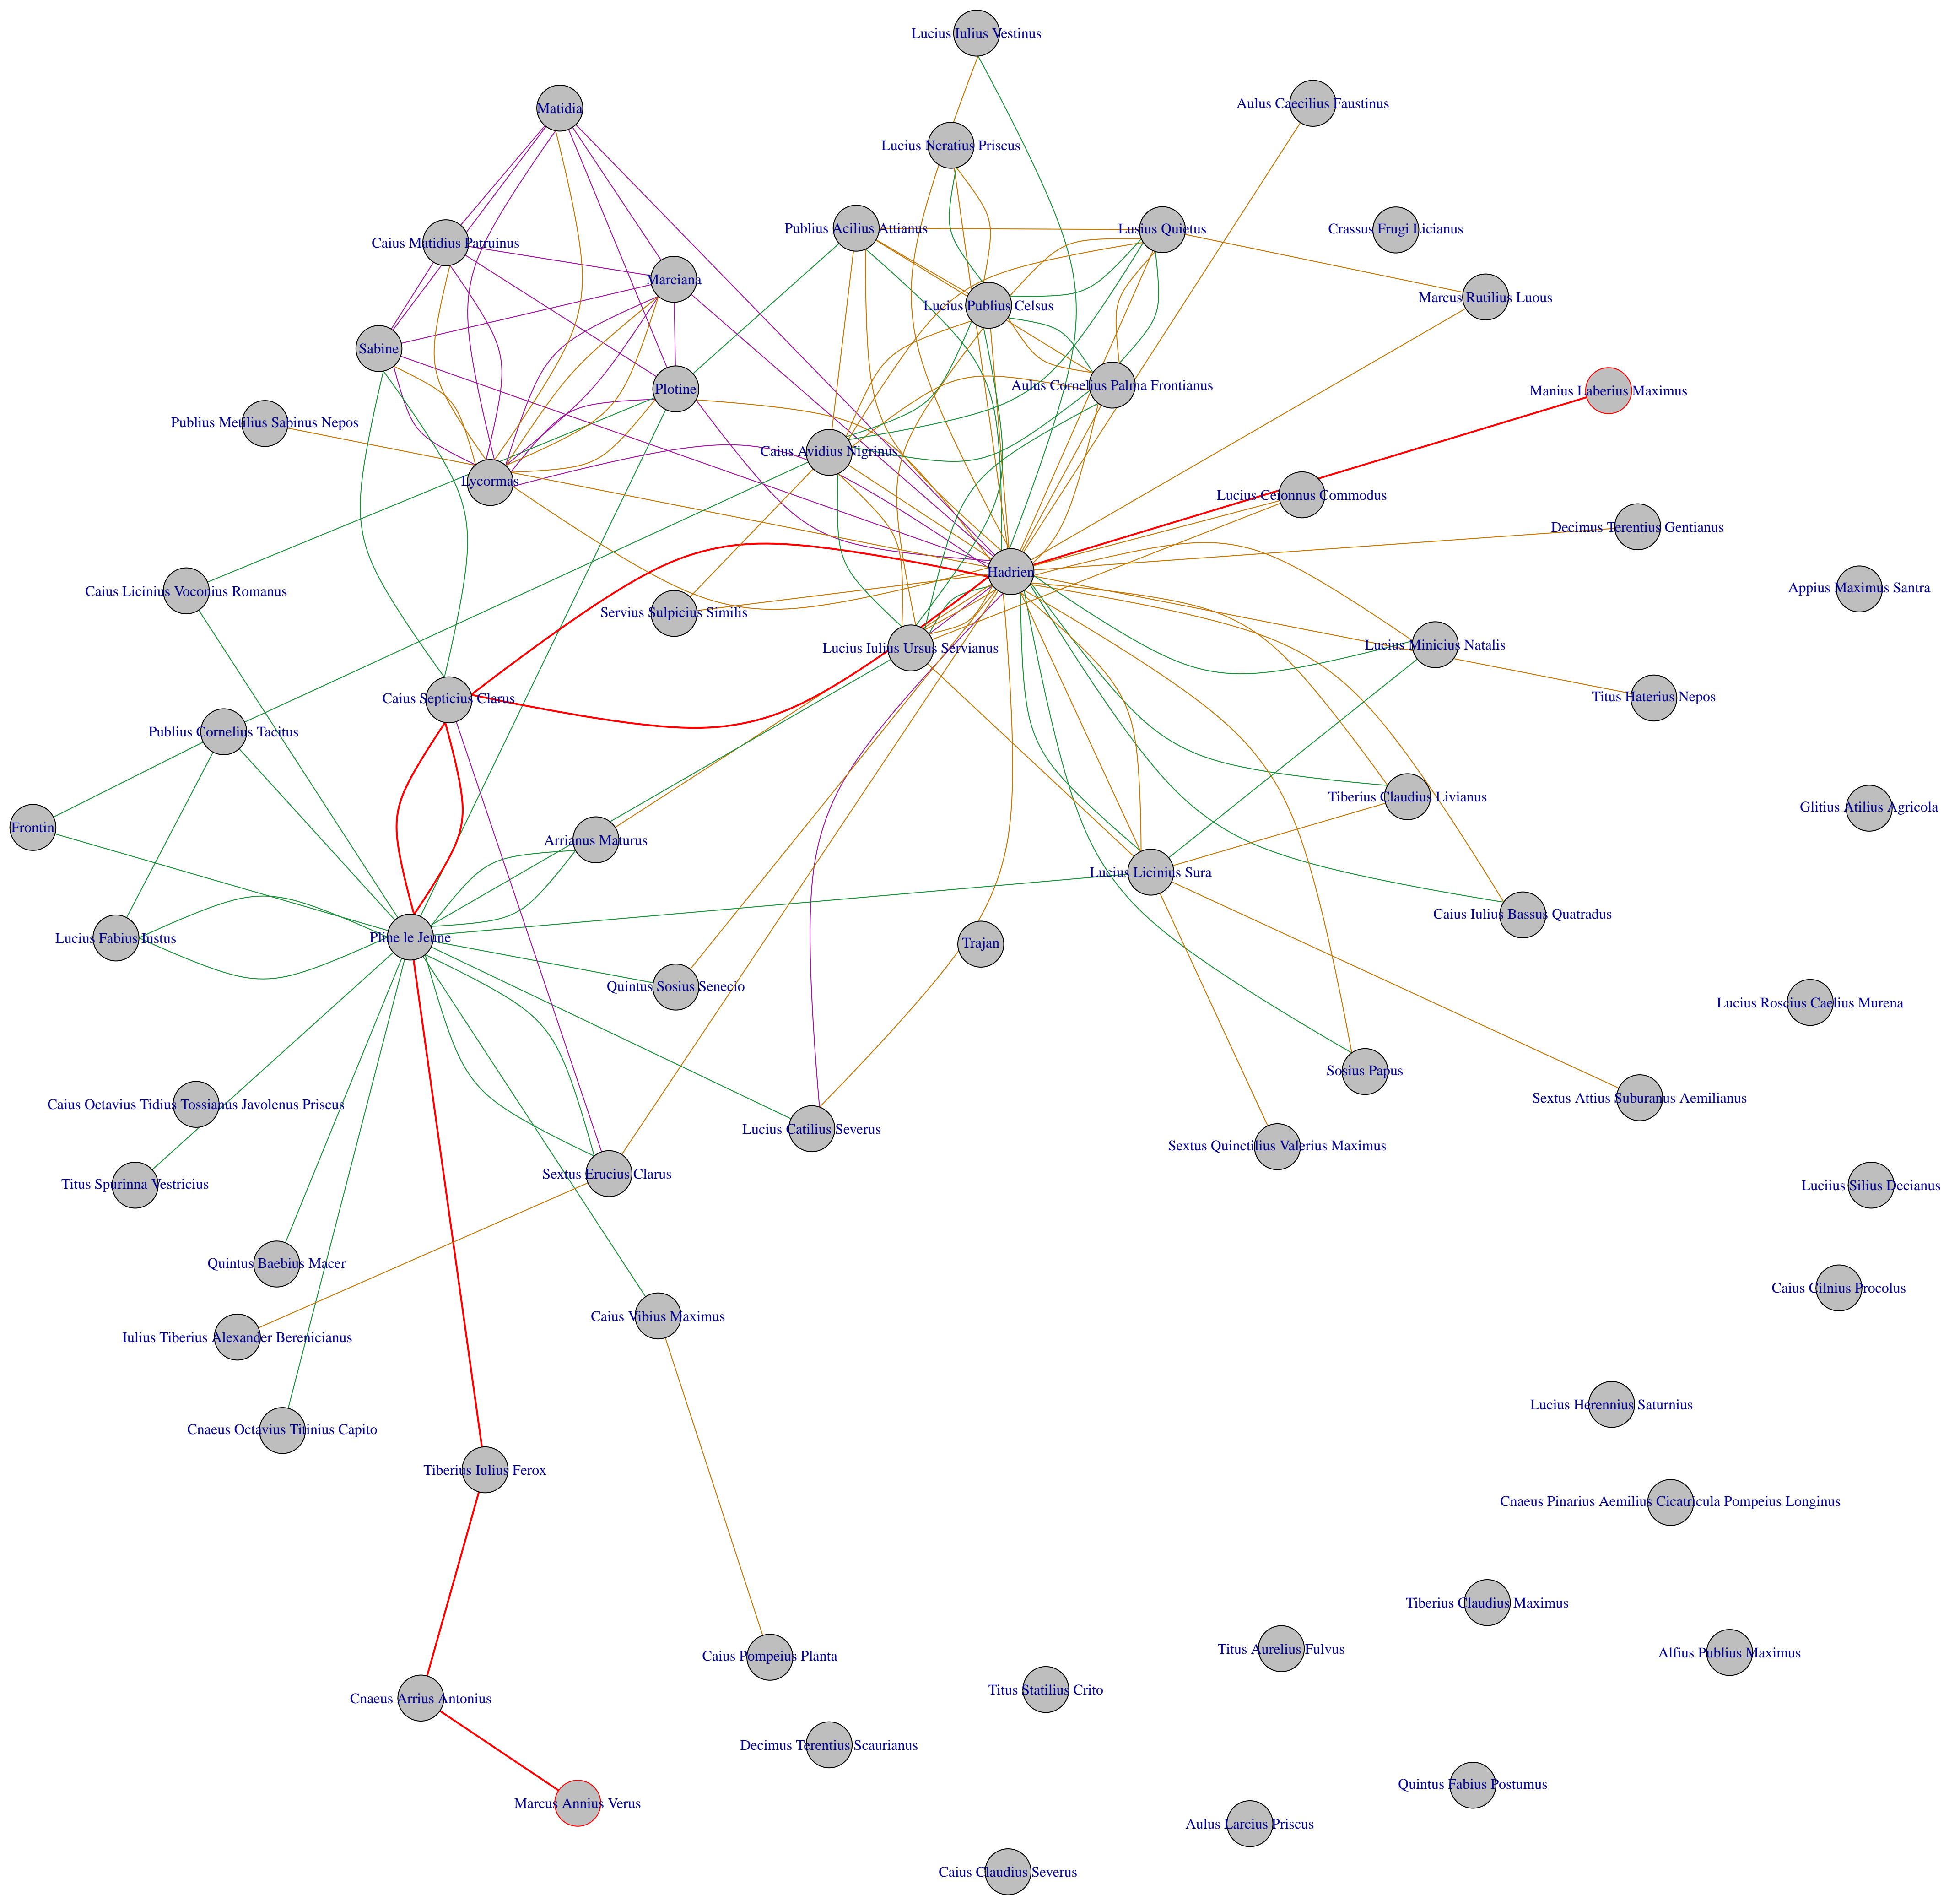 Lucius Iulius Vestinus
Matidia
Aulus Caecilius Faustinus
Lucius Neratius Priscus
Caius Matidius Patruinus
Publius Acilius Attianus
Lusius Quietus
Crassus Frugi Licianus
Marciana
Lucius Publius Celsus
Marcus Rutilius Luous
Sabine
Plotine
Aulus Cornelius Palma Frontianus
Manius Laberius Maximus
Publius Metilius Sabinus Nepos
Caius Avidius Nigrinus
Lycormas
Lucius Ceionnus Commodus
Decimus Terentius Gentianus
Hadrien
Caius Licinius Voconius Romanus
Appius Maximus Santra
Servius Sulpicius Similis
Lucius Iulius Ursus Servianus
Lucius Minicius Natalis
Caius Septicius Clarus
Titus Haterius Nepos
Publius Cornelius Tacitus
Tiberius Claudius Livianus
Glitius Atilius Agricola
Frontin
Arrianus Maturus
Lucius Licinius Sura
Caius Iulius Bassus Quatradus
Lucius Fabius Iustus
Pline le Jeune
Trajan
Quintus Sosius Senecio
Lucius Roscius Caelius Murena
Sosius Papus
Sextus Attius Suburanus Aemilianus
Caius Octavius Tidius Tossianus Javolenus Priscus
Lucius Catilius Severus
Sextus Quinctilius Valerius Maximus
Sextus Erucius Clarus
Titus Spurinna Vestricius
Luciius Silius Decianus
Quintus Baebius Macer
Caius Cilnius Procolus
Caius Vibius Maximus
Iulius Tiberius Alexander Berenicianus
Lucius Herennius Saturnius
Cnaeus Octavius Titinius Capito
Tiberius Iulius Ferox
Cnaeus Pinarius Aemilius Cicatricula Pompeius Longinus
Tiberius Claudius Maximus
Titus Aurelius Fulvus
Alfius Publius Maximus
Caius Pompeius Planta
Titus Statilius Crito
Cnaeus Arrius Antonius
Decimus Terentius Scaurianus
Quintus Fabius Postumus
Marcus Annius Verus
Aulus Larcius Priscus
Caius Claudius Severus